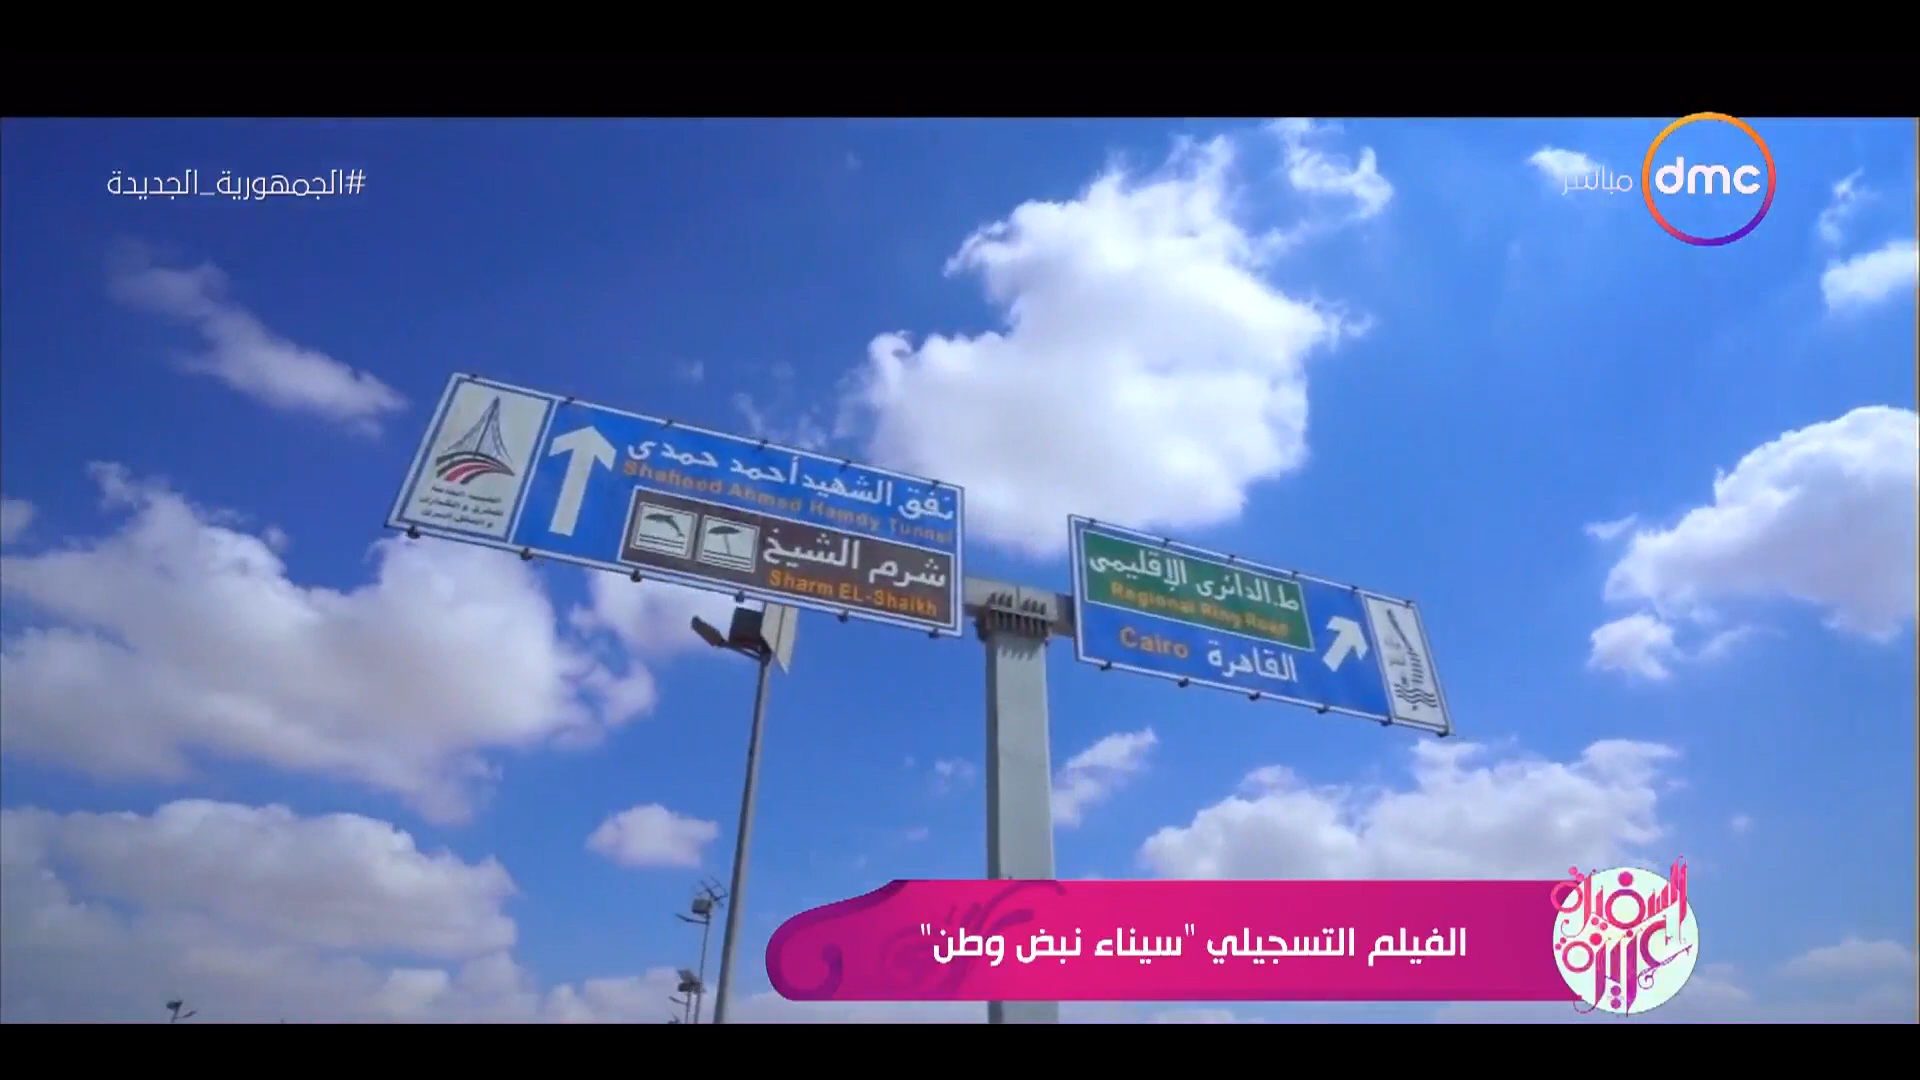 #الجمهورية_الجديدة
مباشر
dmc
نفق الشهيد أحمد حمدى
Shaheed Ahmed Hamdy Tunnel
شرم الشيخ
Sharm EL-Shaikh
ط.الدائرى الإقليمى
Regional Ring Road
القاهرة Cairo
الفيلم التسجيلي "سيناء نبض وطن"
السفيرة عزيزة